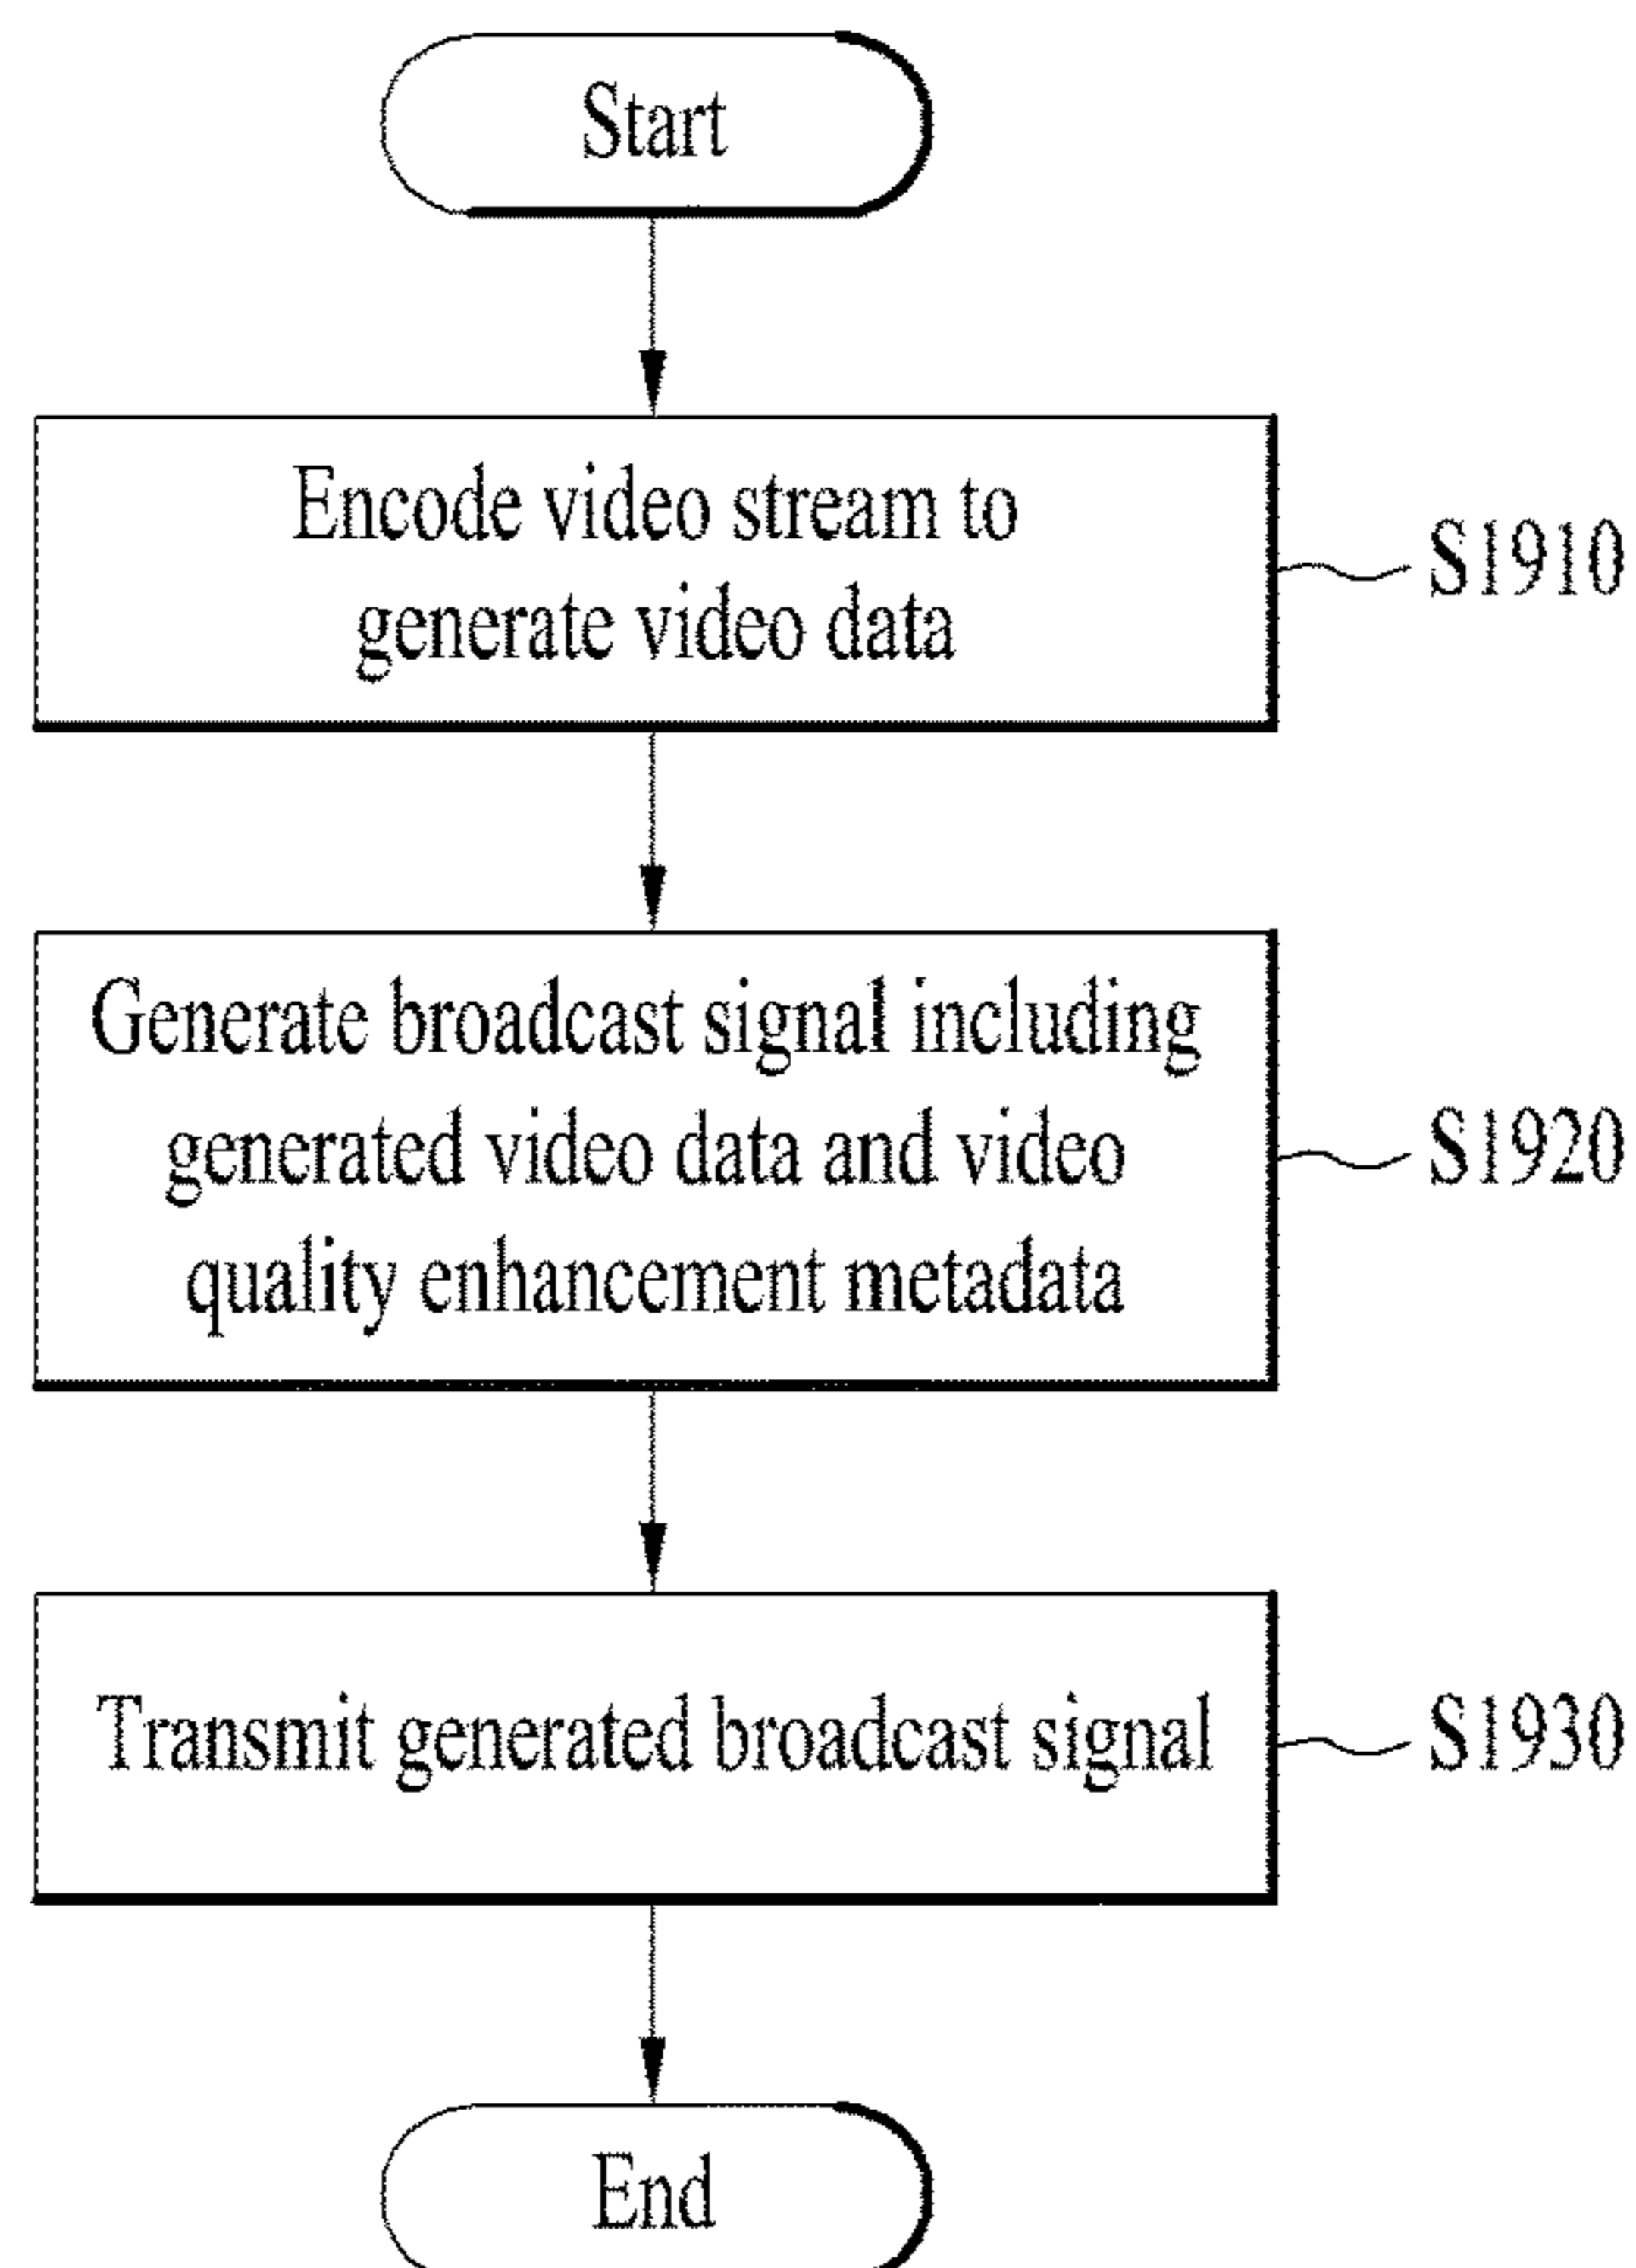 Start
Encode video stream to
generate video data
S1910
Generate broadcast signal including
generated video data and video
quality enhancement metadata
S1920
Transmit generated broadcast signal
S1930
End